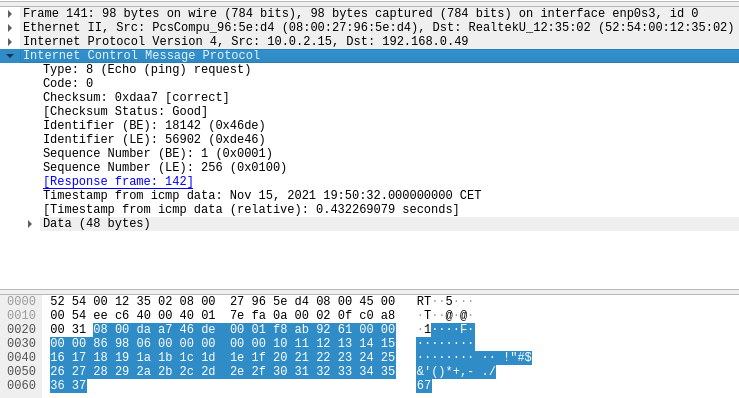 Frame 141: 98 bytes on wire (784 bits), 98 bytes captured (784 bits) on interface enp0s3, id 0
Ethernet II, Src: PcsCompu_96:5e:d4 (08:00:27:96:5e:d4), Dst: RealtekU_12:35:02 (52:54:00:12:35:02)
Internet Protocol Version 4, Src: 10.0.2.15, Dst: 192.168.0.49
Internet Control Message Protocol
Type: 8 (Echo (ping) request)
Code: 0
Checksum: 0xdaa7 [correct]
[Checksum Status: Good]
Identifier (BE): 18142 (0x46de)
Identifier (LE): 56902 (0xde46)
Sequence Number (BE): 1 (0x0001)
Sequence Number (LE): 256 (0x0100)
[Response frame: 142]
Timestamp from icmp data: Nov 15, 2021 19:50:32.000000000 CET
[Timestamp from icmp data (relative): 0.432269079 seconds]
Data (48 bytes)
0000 52 54 00 12 35 02 08 00 27 96 5e d4 08 00 45 00 RT··5···
0010 00 54 ee c6 40 00 40 01 7e fa 0a 00 02 0f c0 a8 ·T··@·@·
0020 00 31 08 00 da a7 46 de 00 01 f8 ab 92 61 00 00 ·1····F·
0030 00 00 86 98 06 00 00 00 00 00 10 11 12 13 14 15 ········
0040 16 17 18 19 1a 1b 1c 1d 1e 1f 20 21 22 23 24 25 ········ ·· !"#$
0050 26 27 28 29 2a 2b 2c 2d 2e 2f 30 31 32 33 34 35 &'()*+,- ./
0060 36 37 67